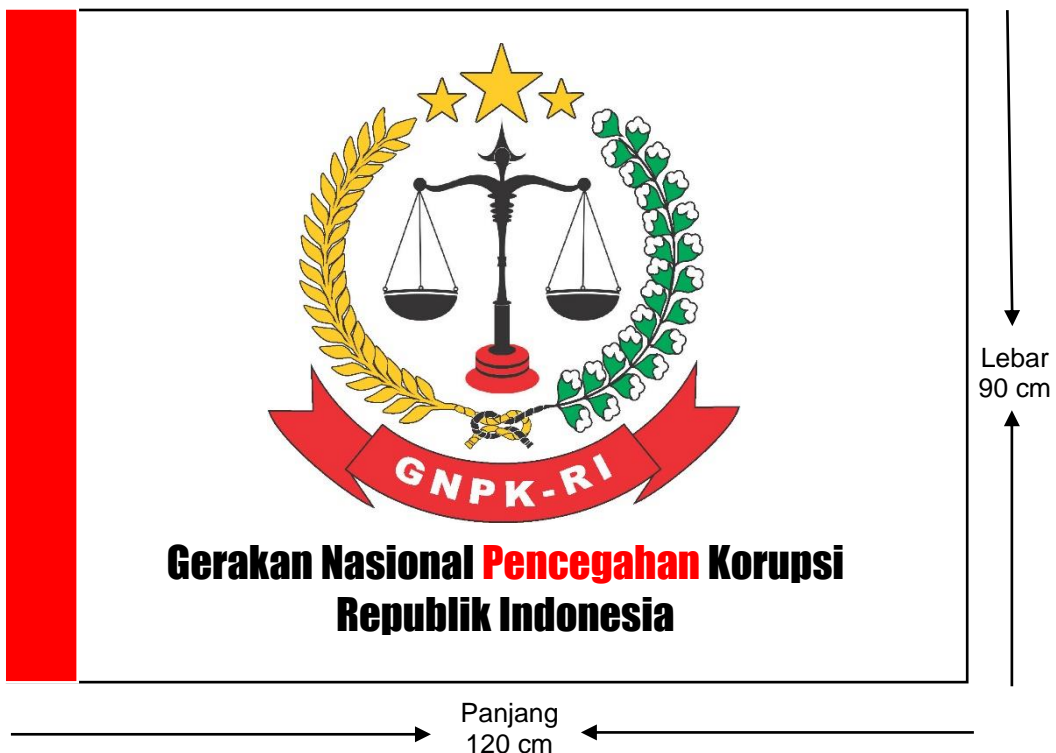 Lebar
90 cm
GNPK-RI
Gerakan Nasional Pencegahan Korupsi
Republik Indonesia
Panjang
120 cm